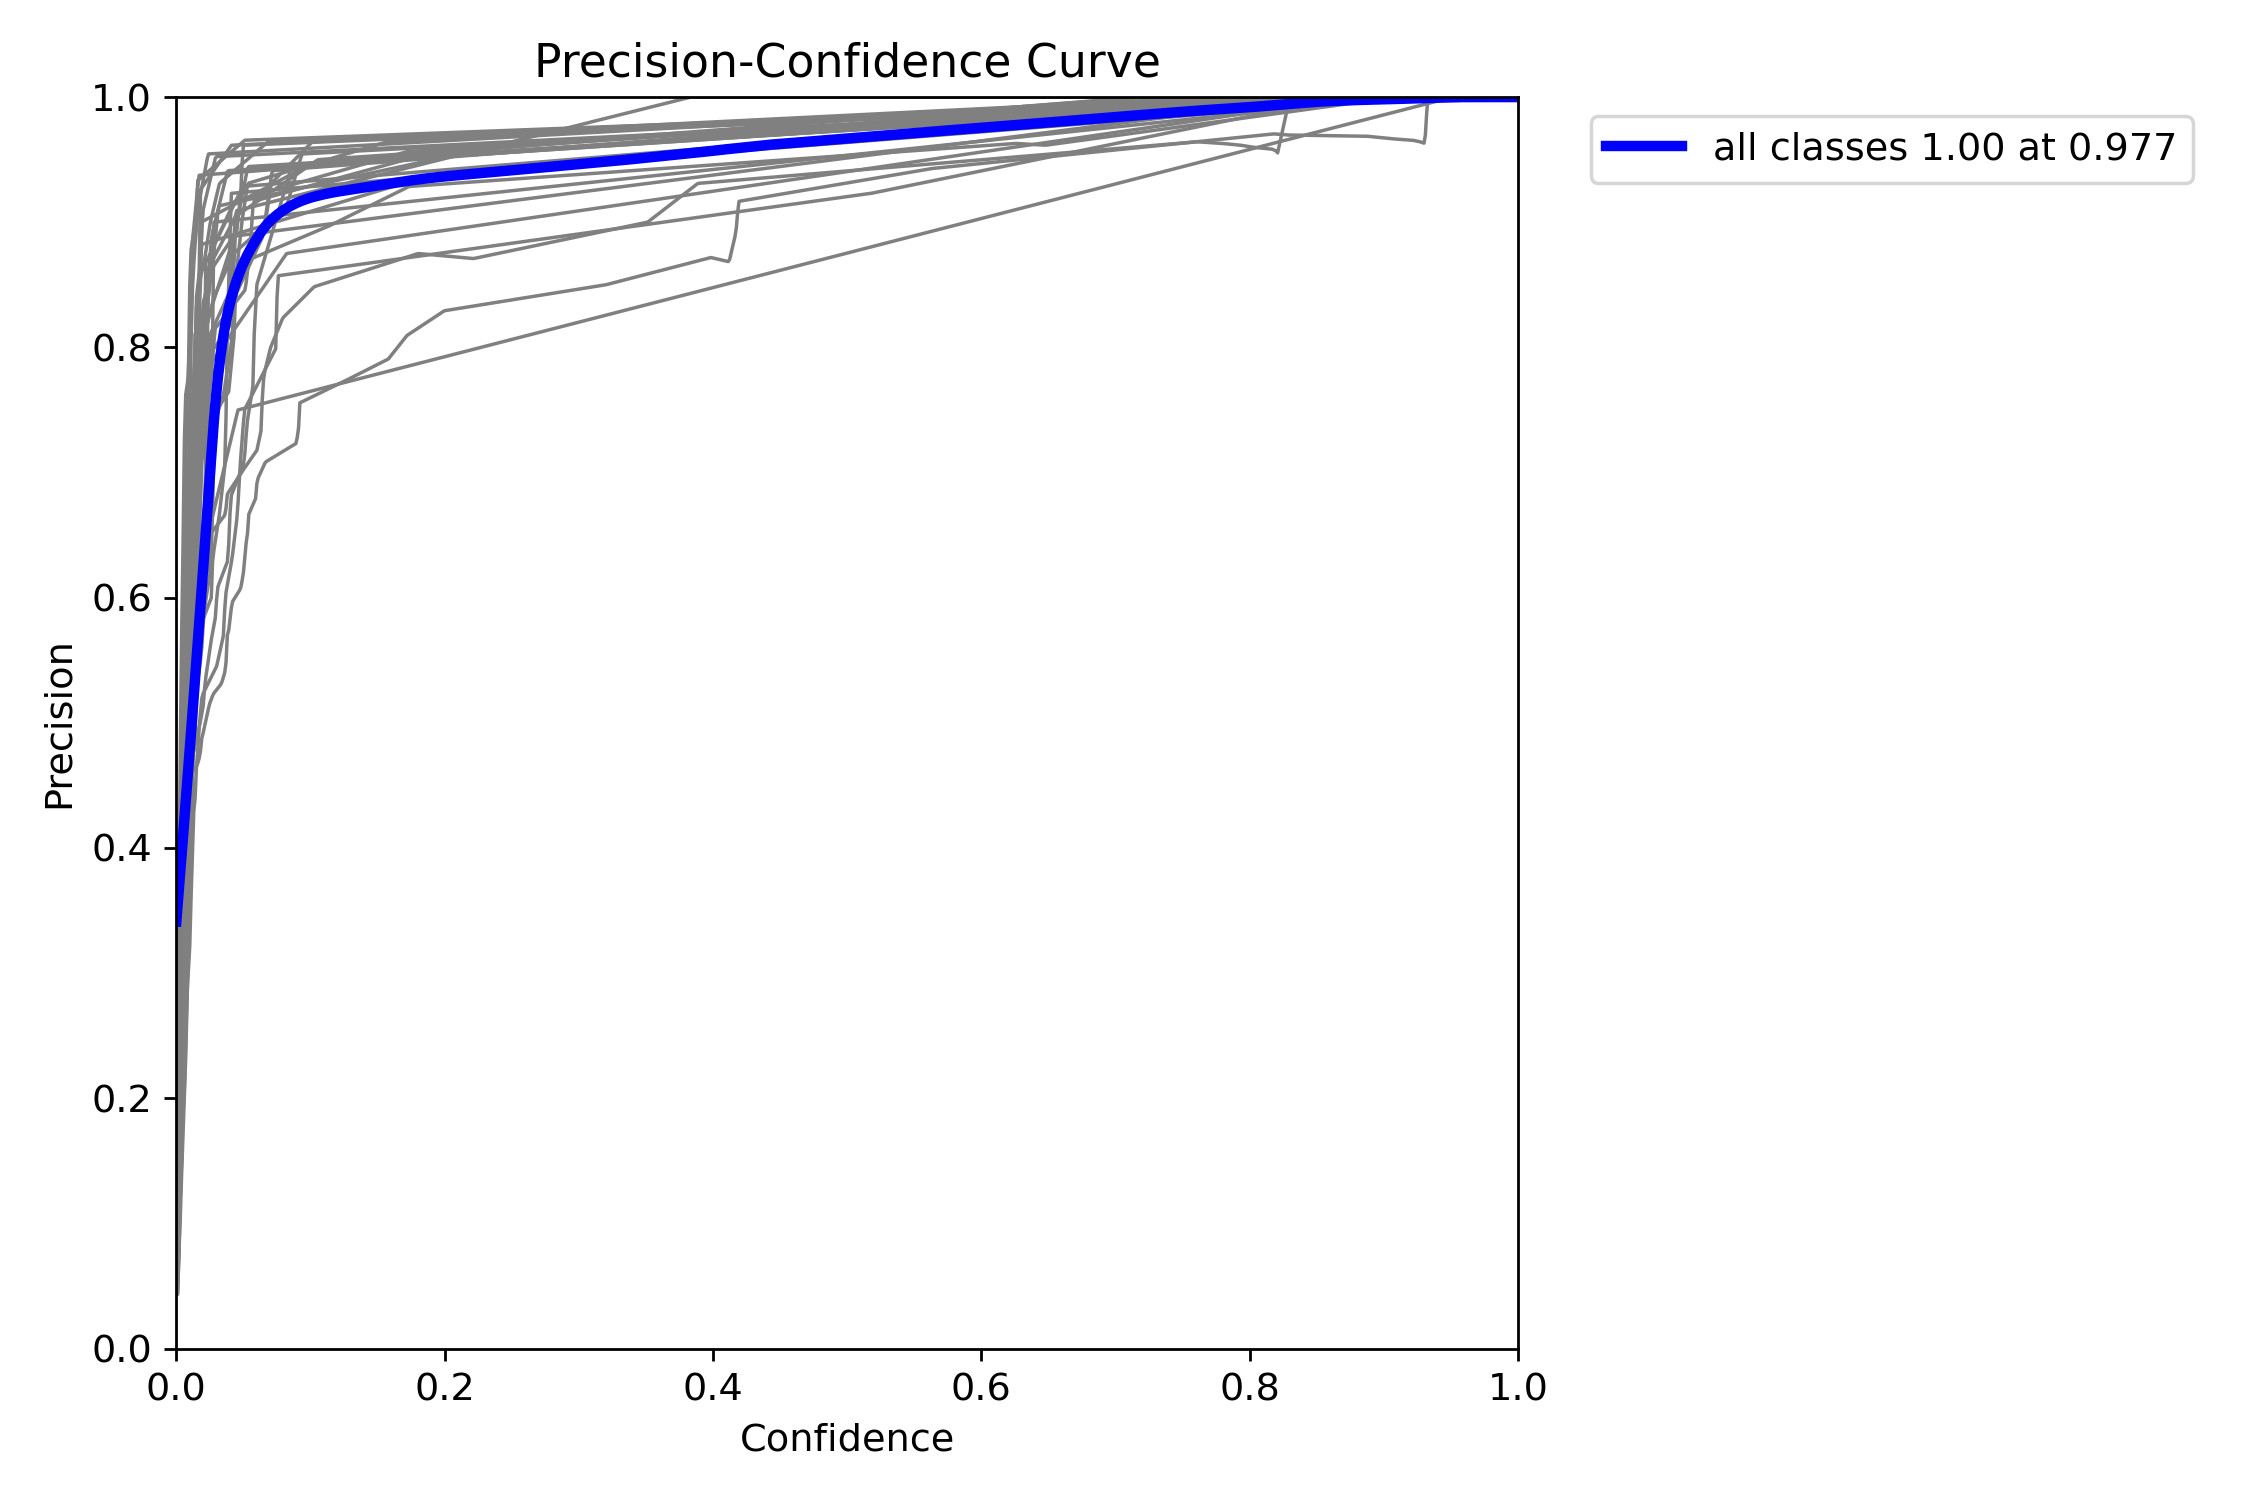 Precision-Confidence Curve
all classes 1.00 at 0.977
1.0
0.8
0.6
0.4
0.2
0.0
Precision
0.0 0.2 0.4 0.6 0.8 1.0
Confidence